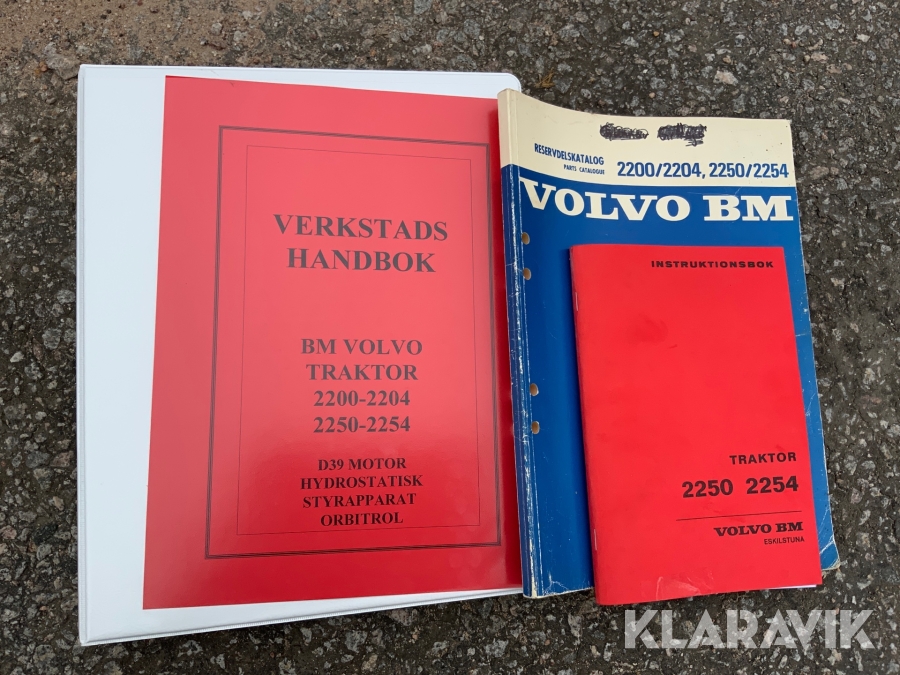 VERKSTADS
HANDBOK
BM VOLVO
TRAKTOR
2200-2204
2250-2254
D39 MOTOR
HYDROSTATISK
STYRAPPARAT
ORBITROL
RESERVDELSKATALOG
PARTS CATALOGUE
2200/2204, 2250/2254
VOLVO BM
INSTRUKTIONSBOK
TRAKTOR
2250 2254
VOLVO BM
ESKILSTUNA
KLARAVIK